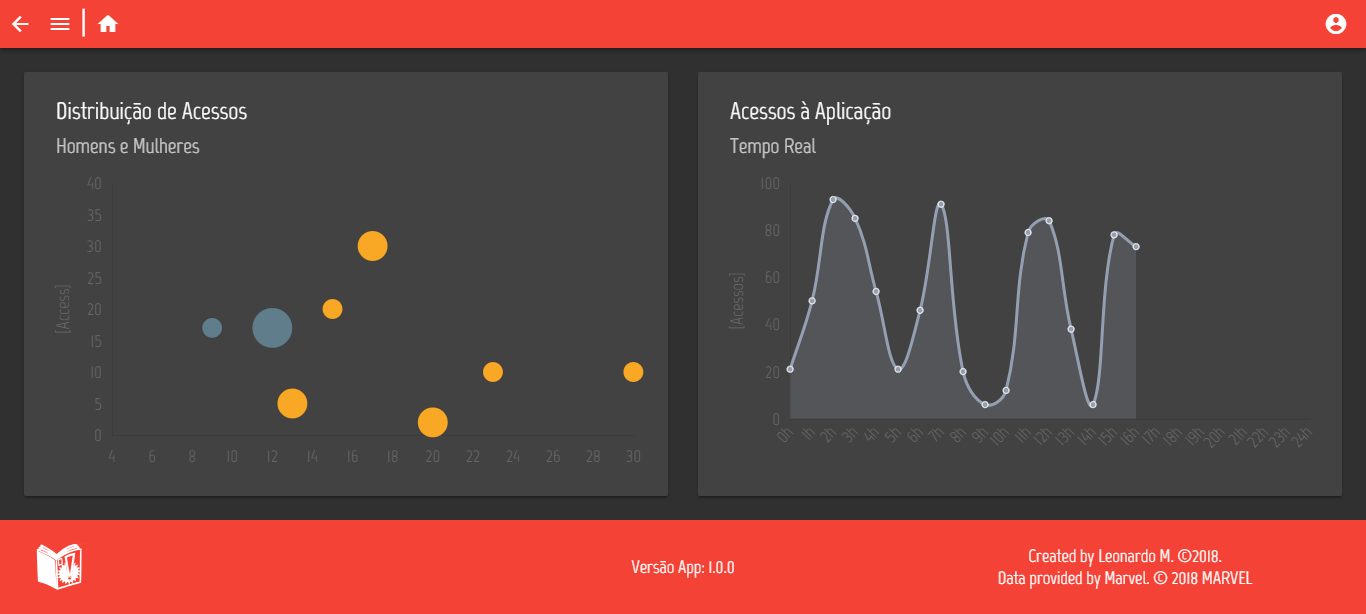 Distribuição de Acessos
Homens e Mulheres
40
35
30
25
20
15
10
5
0
[Access]
4 6 8 10 12 14 16 18 20 22 24 26 28 30
Acessos à Aplicação
Tempo Real
100
80
60
40
20
0
[Acessos]
0h 1h 2h 3h 4h 5h 6h 7h 8h 9h 10h 11h 12h 13h 14h 15h 16h 17h 18h 19h 20h 21h 22h 23h 24h
Versão App: 1.0.0
Created by Leonardo M. ©2018.
Data provided by Marvel. © 2018 MARVEL